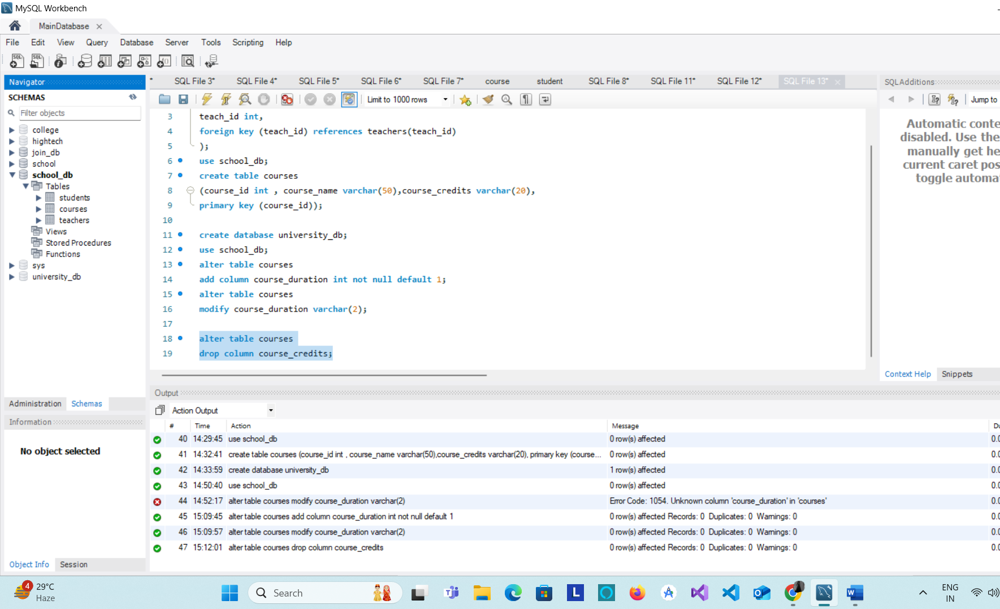 MySQL Workbench
MainDatabase
File Edit View Query Database Server Tools Scripting Help
Navigator
SCHEMAS
Filter objects
college
hightech
join_db
school
school_db
Tables
students
courses
teachers
Views
Stored Procedures
Functions
sys
university_db
Administration Schemas
Information
No object selected
Object Info Session
* SQL File 3* SQL File 4* SQL File 5* SQL File 6* SQL File 7* course student SQL File 8* SQL File 11* SQL File 12* SQL File 13*
Limit to 1000 rows
3 teach_id int,
4 foreign key (teach_id) references teachers(teach_id)
5 );
6 use school_db;
7 create table courses
8 (course_id int , course_name varchar(50),course_credits varchar(20),
9 primary key (course_id));
10
11 create database university_db;
12 use school_db;
13 alter table courses
14 add column course_duration int not null default 1;
15 alter table courses
16 modify course_duration varchar(2);
17
18 alter table courses
19 drop column course_credits;
SQLAdditions
Jump to
Automatic conte
disabled. Use the
manually get he
current caret pos
toggle automa
Context Help Snippets
Output
Action Output
# Time Action Message Du
40 14:29:45 use school_db 0 row(s) affected 0.0
41 14:32:41 create table courses (course_id int , course_name varchar(50),course_credits varchar(20), primary key (course... 0 row(s) affected 0.0
42 14:33:59 create database university_db 1 row(s) affected 0.0
43 14:50:40 use school_db 0 row(s) affected 0.0
44 14:52:17 alter table courses modify course_duration varchar(2) Error Code: 1054. Unknown column 'course_duration' in 'courses' 0.0
45 15:09:45 alter table courses add column course_duration int not null default 1 0 row(s) affected Records: 0 Duplicates: 0 Warnings: 0 0.0
46 15:09:57 alter table courses modify course_duration varchar(2) 0 row(s) affected Records: 0 Duplicates: 0 Warnings: 0 0.0
47 15:12:01 alter table courses drop column course_credits 0 row(s) affected Records: 0 Duplicates: 0 Warnings: 0 0.0
4
29°C
Haze
Search
L
ENG
IN